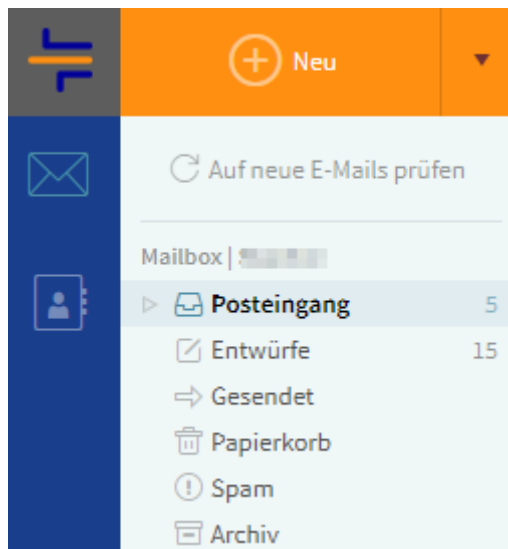 Neu
Auf neue E-Mails prüfen
Mailbox |
Posteingang 5
Entwürfe 15
Gesendet
Papierkorb
Spam
Archiv